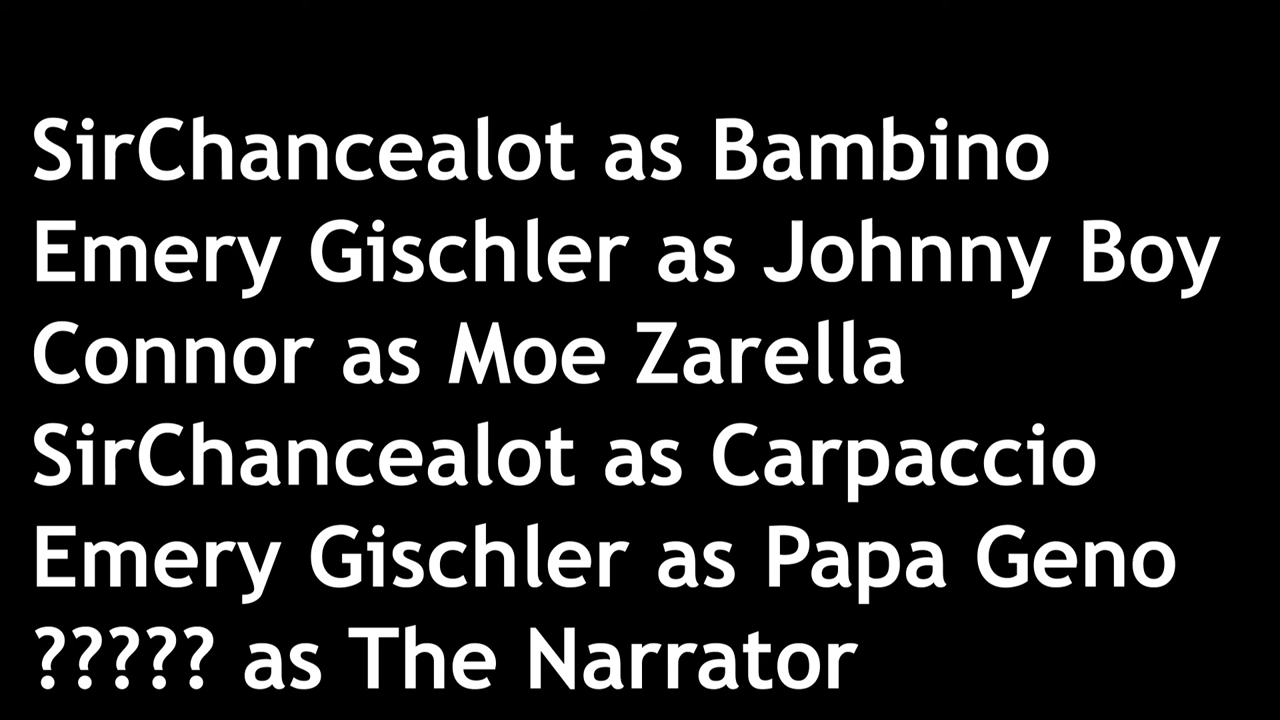 SirChancealot as Bambino
Emery Gischler as Johnny Boy
Connor as Moe Zarella
SirChancealot as Carpaccio
Emery Gischler as Papa Geno
????? as The Narrator